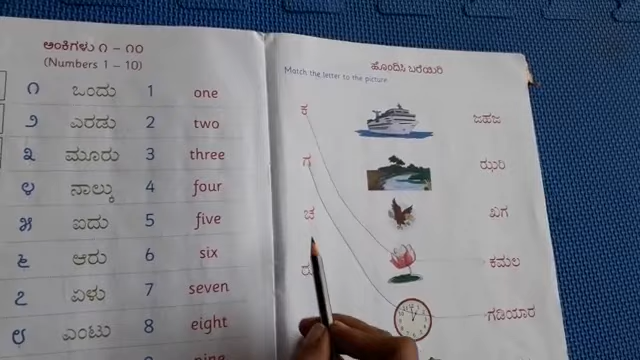 ಅಂಕಿಗಳು ೧ - ೧೦
(Numbers 1 - 10)
೧ ಒಂದು 1 one
೨ ಎರಡು 2 two
೩ ಮೂರು 3 three
೪ ನಾಲ್ಕು 4 four
೫ ಐದು 5 five
೬ ಆರು 6 six
೭ ಏಳು 7 seven
೮ ಎಂಟು 8 eight
ಹೊಂದಿಸಿ ಬರೆಯಿರಿ
Match the letter to the picture
ಕ ಜಹಜ
ಗ ಝರಿ
ಚ ಖಗ
ಕಮಲ
ಗಡಿಯಾರ